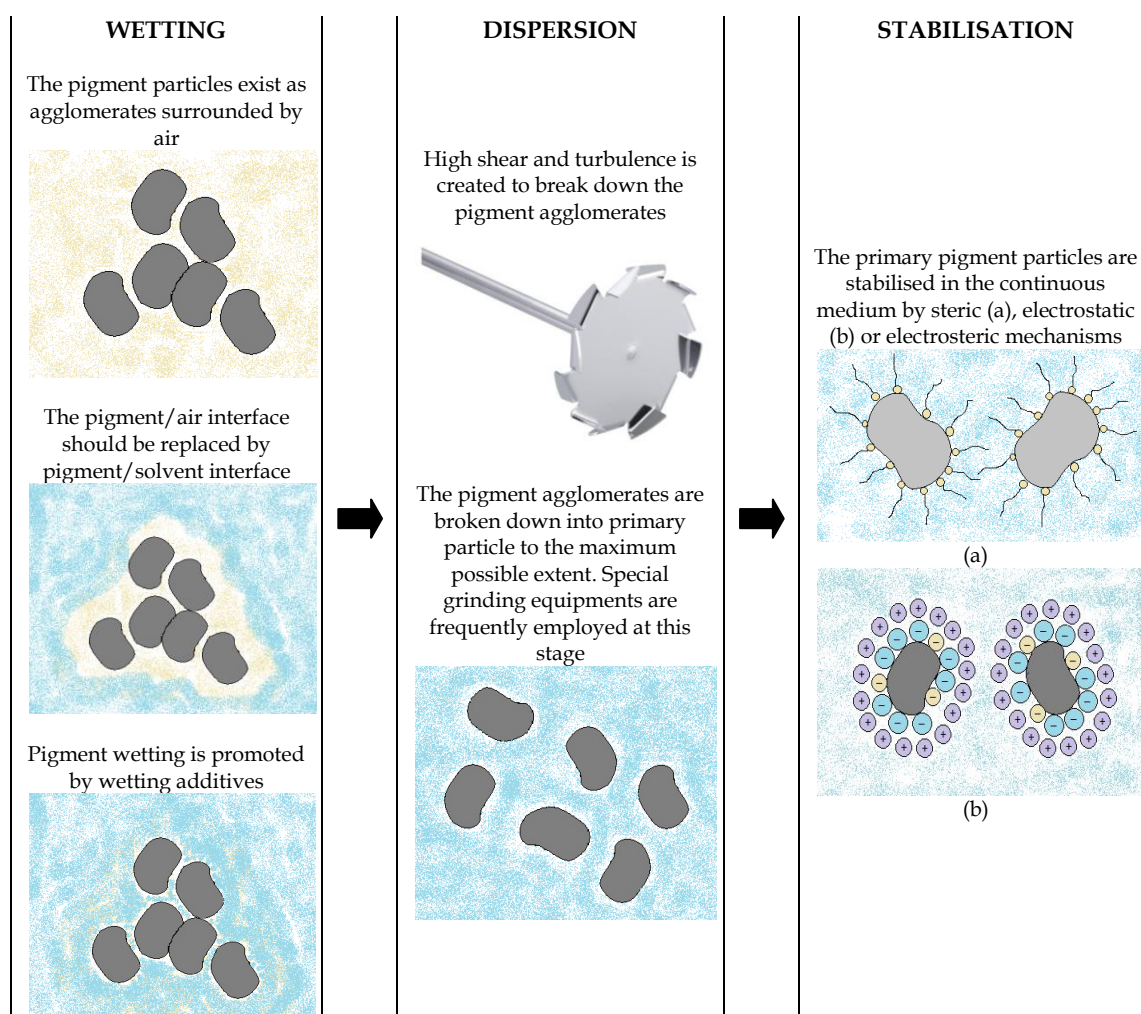 WETTING
The pigment particles exist as
agglomerates surrounded by
air
The pigment/air interface
should be replaced by
pigment/solvent interface
Pigment wetting is promoted
by wetting additives
DISPERSION
High shear and turbulence is
created to break down the
pigment agglomerates
The pigment agglomerates are
broken down into primary
particle to the maximum
possible extent. Special
grinding equipments are
frequently employed at this
stage
STABILISATION
The primary pigment particles are
stabilised in the continuous
medium by steric (a), electrostatic
(b) or electrosteric mechanisms
(a)
(b)